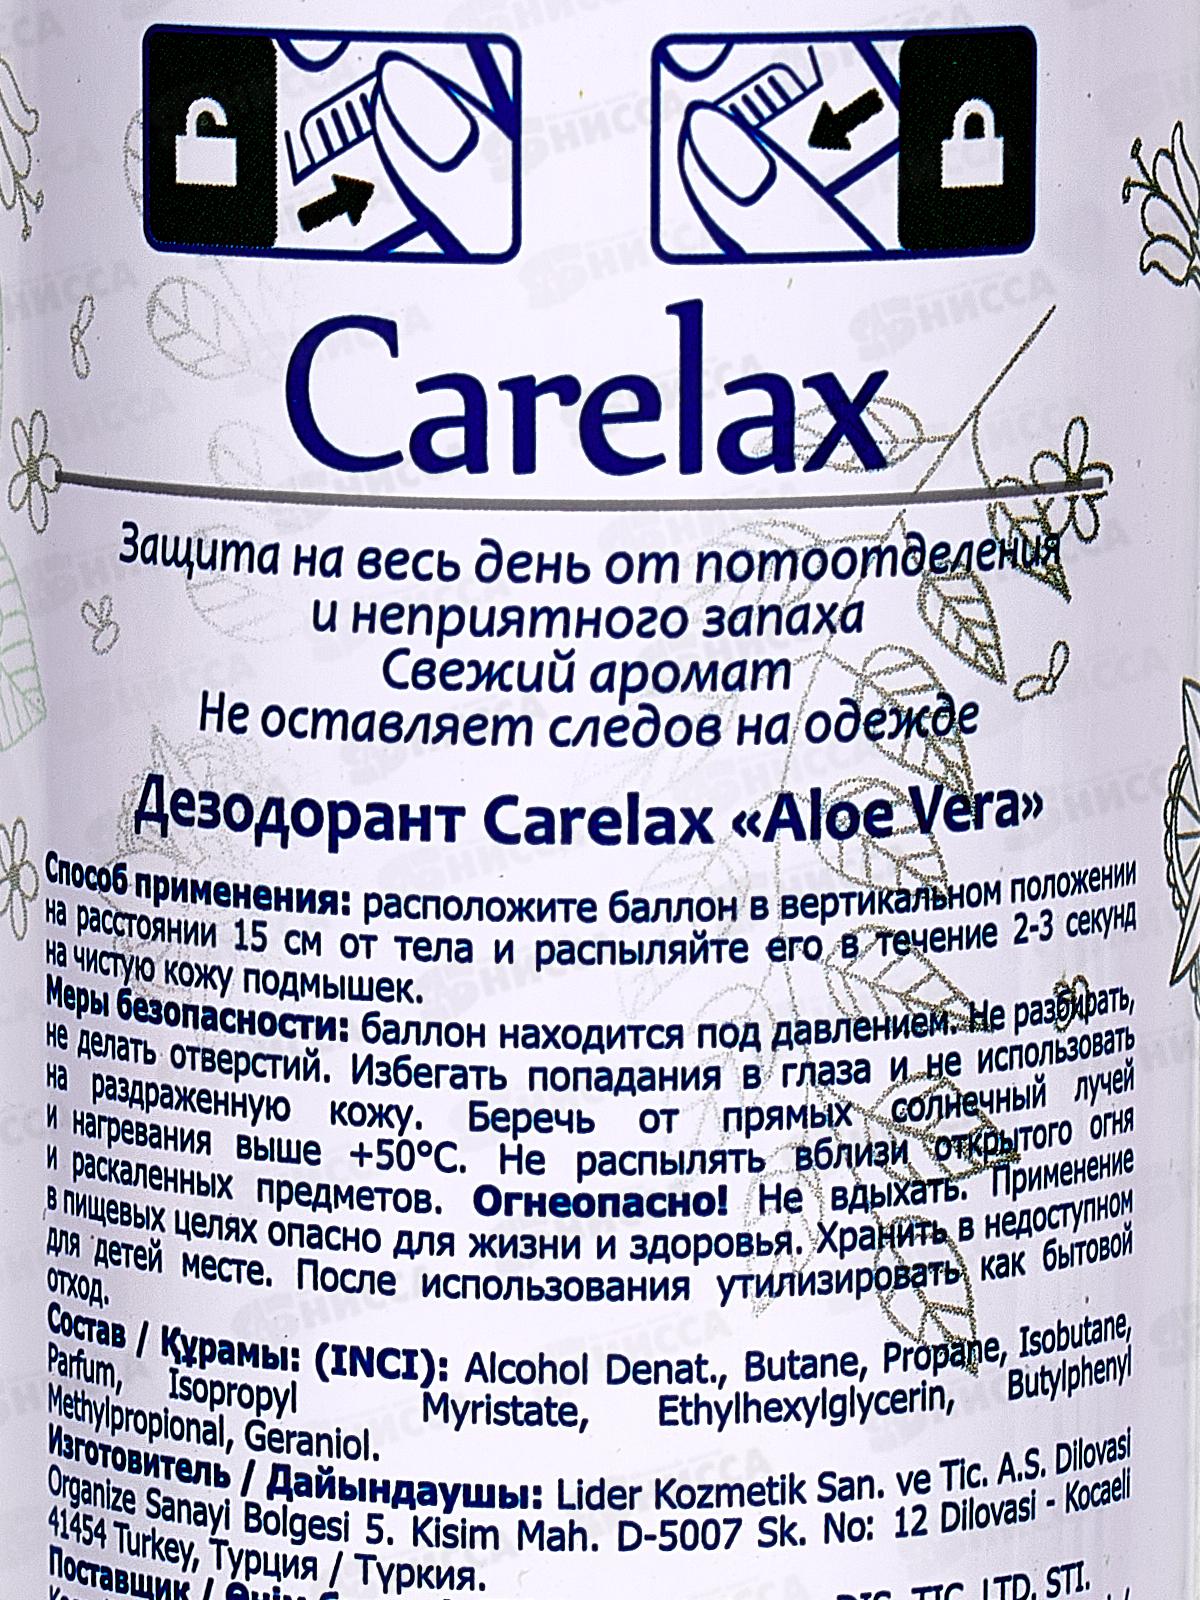 Carelax
Защита на весь день от потоотделения
и неприятного запаха
Свежий аромат
Не оставляет следов на одежде
Дезодорант Carelax «Aloe Vera»
Способ применения: расположите баллон в вертикальном положении
на расстоянии 15 см от тела и распыляйте его в течение 2-3 секунд
на чистую кожу подмышек.
Меры безопасности: баллон находится под давлением. Не разбирать,
не делать отверстий. Избегать попадания в глаза и не использовать
на раздраженную кожу. Беречь от прямых солнечный лучей
и нагревания выше +50°C. Не распылять вблизи открытого огня
и раскаленных предметов. Огнеопасно! Не вдыхать. Применение
в пищевых целях опасно для жизни и здоровья. Хранить в недоступном
для детей месте. После использования утилизировать как бытовой
отход.
Состав / Құрамы: (INCI): Alcohol Denat., Butane, Propane, Isobutane,
Parfum, Isopropyl Myristate, Ethylhexylglycerin, Butylphenyl
Methylpropional, Geraniol.
Изготовитель / Дайындаушы: Lider Kozmetik San. ve Tic. A.S. Dilovasi
Organize Sanayi Bolgesi 5. Kisim Mah. D-5007 Sk. No: 12 Dilovasi - Kocaeli
41454 Turkey, Турция / Түркия.
Поставщик / TIC. LTD. STI.